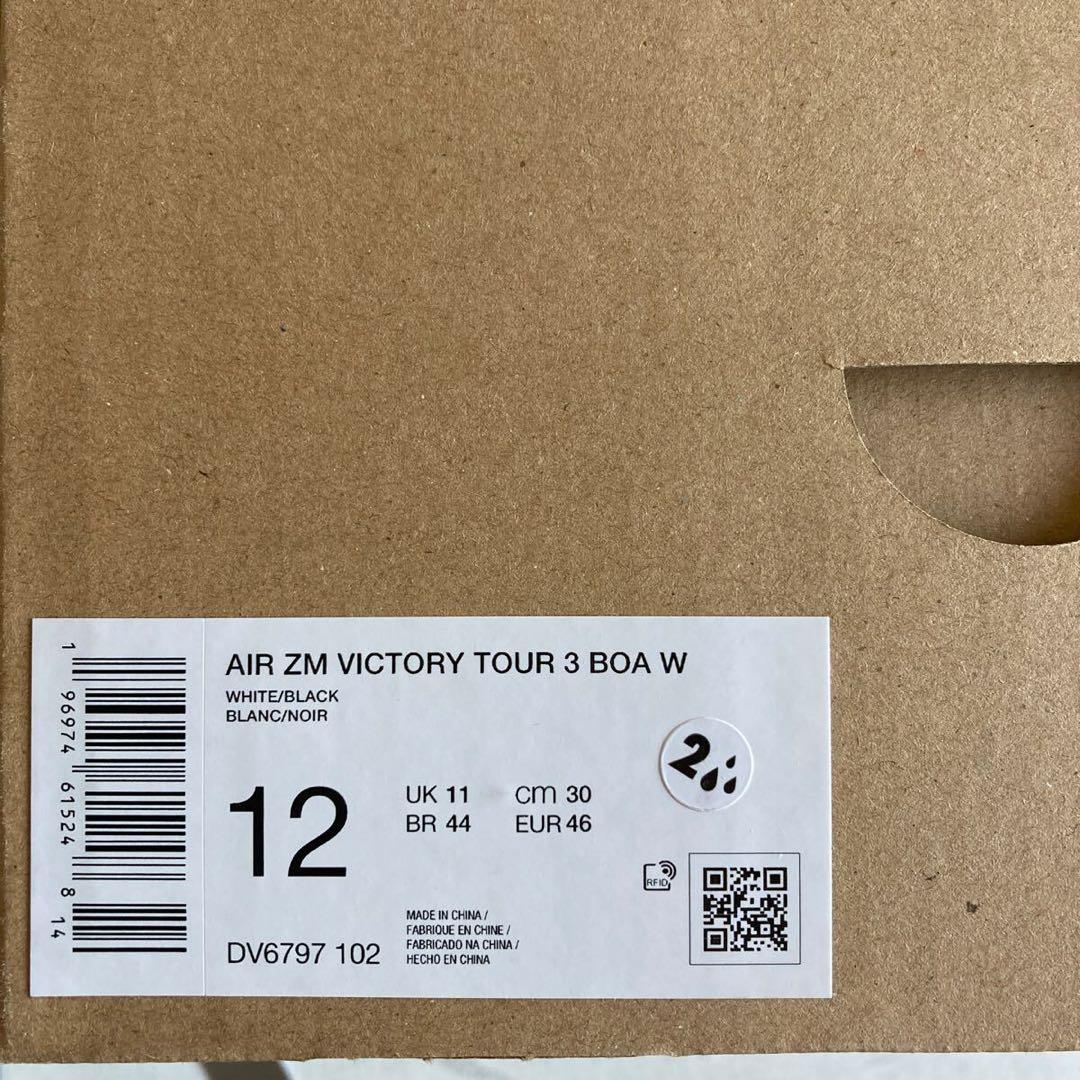 AIR ZM VICTORY TOUR 3 BOA W
WHITE/BLACK
BLANC/NOIR
2
12
UK 11 cm 30
BR 44 EUR 46
RFID
MADE IN CHINA /
FABRIQUE EN CHINE /
FABRICADO NA CHINA /
HECHO EN CHINA
DV6797 102
1 96974 61524 8 14